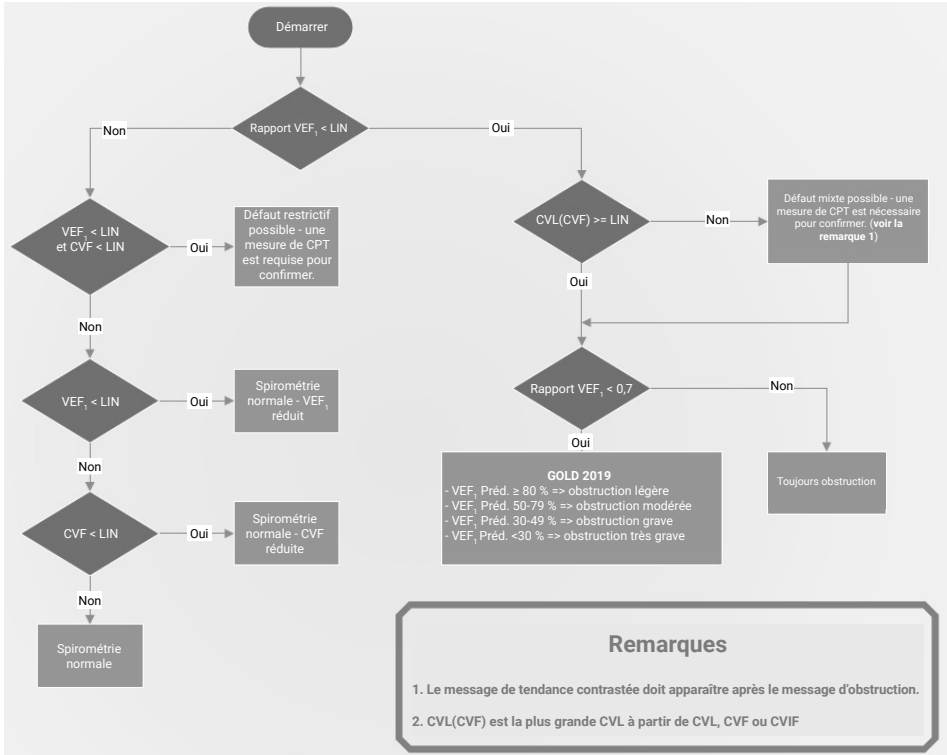 Démarrer
Rapport VEF₁ < LIN
Non
Oui
VEF₁ < LIN
et CVF < LIN
Oui
Défaut restrictif
possible - une
mesure de CPT
est requise pour
confirmer.
CVL(CVF) >= LIN
Non
Défaut mixte possible - une
mesure de CPT est nécessaire
pour confirmer. (voir la
remarque 1)
Oui
Non
VEF₁ < LIN
Oui
Spirométrie
normale - VEF₁
réduit
Rapport VEF₁ < 0,7
Non
Oui
Toujours obstruction
Non
GOLD 2019
- VEF₁ Préd. ≥ 80 % => obstruction légère
- VEF₁ Préd. 50-79 % => obstruction modérée
- VEF₁ Préd. 30-49 % => obstruction grave
- VEF₁ Préd. <30 % => obstruction très grave
CVF < LIN
Oui
Spirométrie
normale - CVF
réduite
Non
Spirométrie
normale
Remarques
1. Le message de tendance contrastée doit apparaître après le message d’obstruction.
2. CVL(CVF) est la plus grande CVL à partir de CVL, CVF ou CVIF